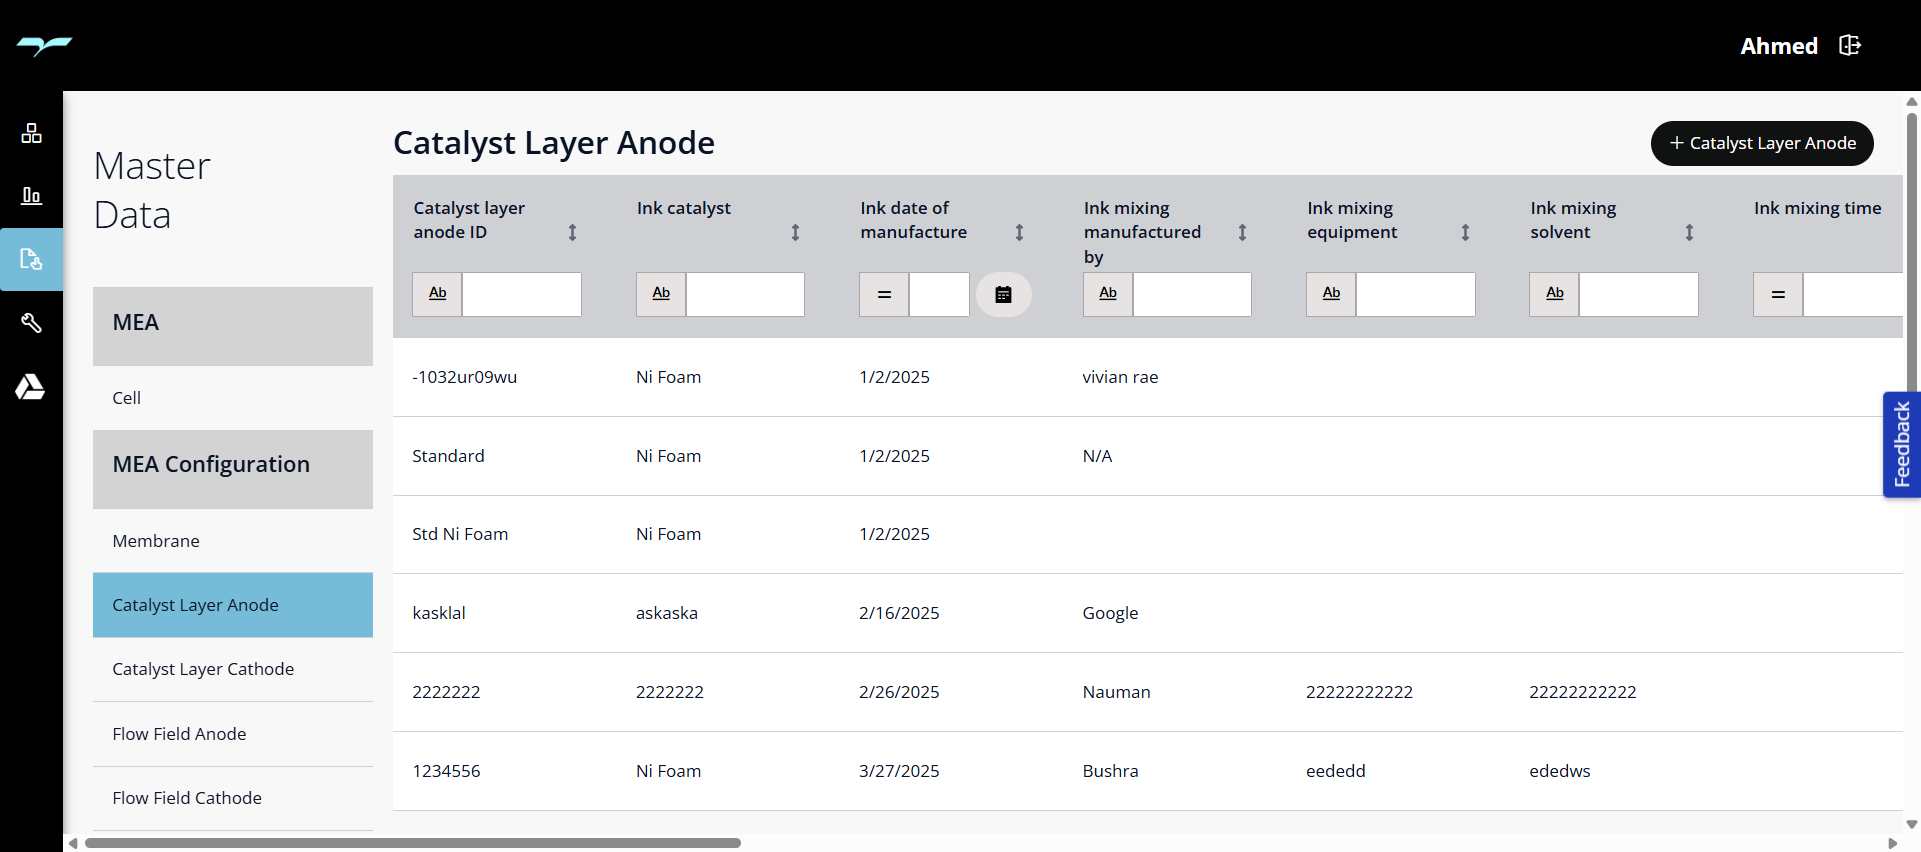 Ahmed
Master
Data
MEA
Cell
MEA Configuration
Membrane
Catalyst Layer Anode
Catalyst Layer Cathode
Flow Field Anode
Flow Field Cathode
Catalyst Layer Anode
+ Catalyst Layer Anode
Catalyst layer
anode ID
Ink catalyst
Ink date of
manufacture
Ink mixing
manufactured
by
Ink mixing
equipment
Ink mixing
solvent
Ink mixing time
Ab Ab = Ab Ab Ab =
-1032ur09wu Ni Foam 1/2/2025 vivian rae
Standard Ni Foam 1/2/2025 N/A
Std Ni Foam Ni Foam 1/2/2025
kasklal askaska 2/16/2025 Google
2222222 2222222 2/26/2025 Nauman 22222222222 22222222222
1234556 Ni Foam 3/27/2025 Bushra eededd ededws
Feedback